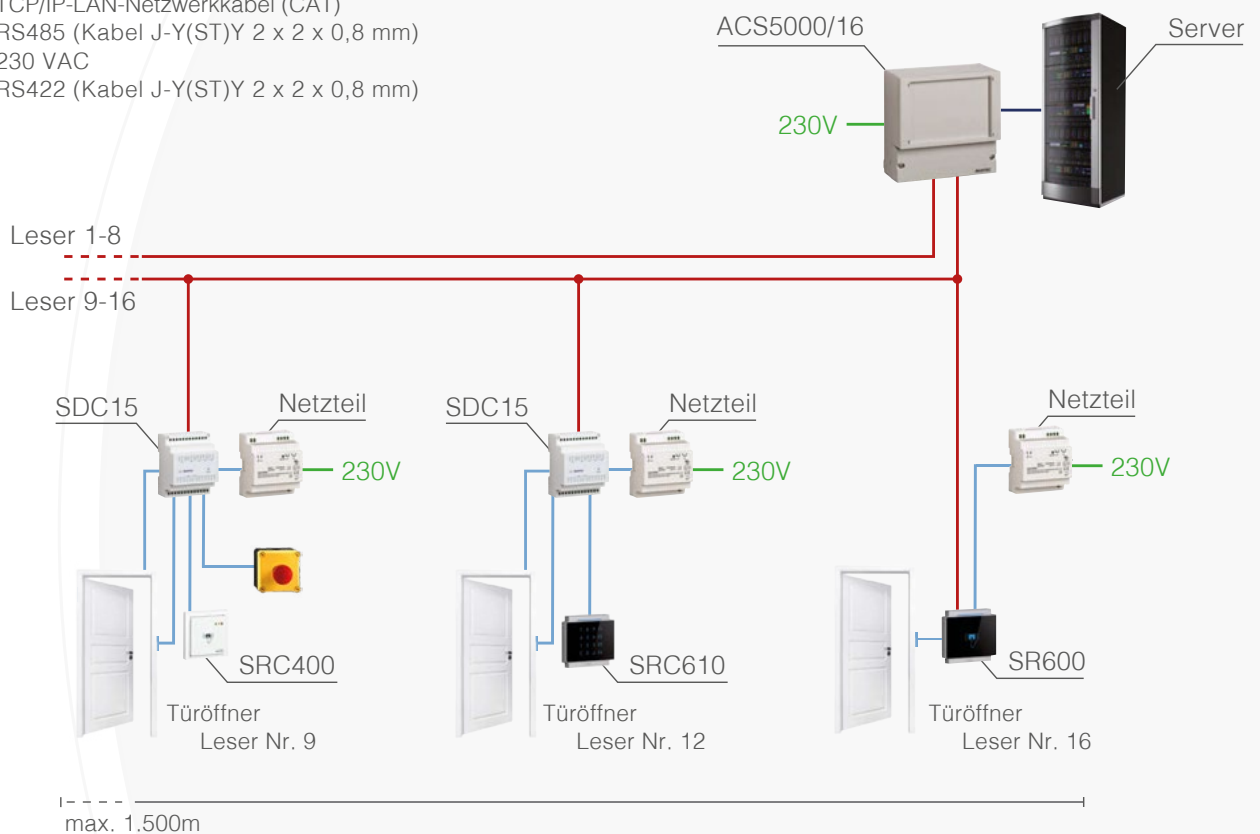 TCP/IP-LAN-Netzwerkkabel (CAT)
RS485 (Kabel J-Y(ST)Y 2 x 2 x 0,8 mm)
230 VAC
RS422 (Kabel J-Y(ST)Y 2 x 2 x 0,8 mm)
ACS5000/16
Server
230V
Leser 1-8
Leser 9-16
SDC15
Netzteil
230V
SDC15
Netzteil
230V
Netzteil
230V
SRC400
SRC610
SR600
Türöffner
Leser Nr. 9
Türöffner
Leser Nr. 12
Türöffner
Leser Nr. 16
max. 1.500m